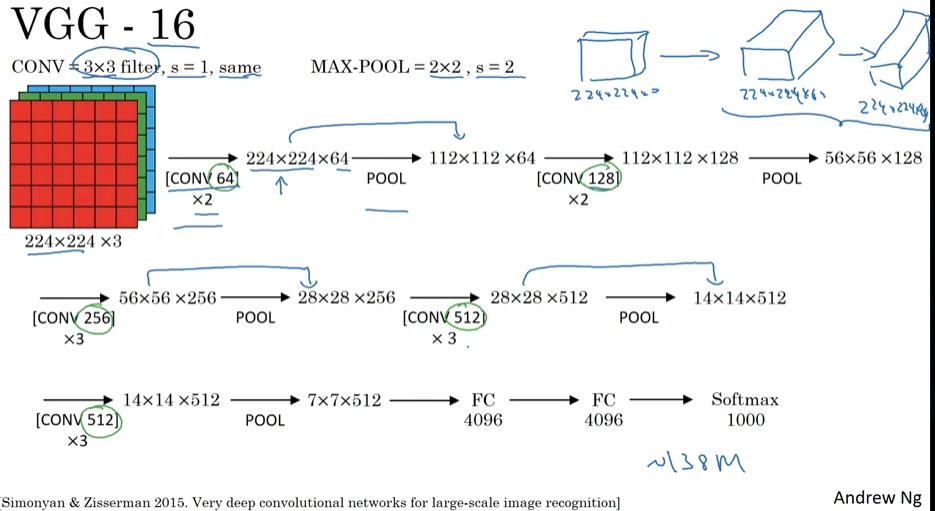 VGG - 16
CONV = 3×3 filter, s = 1, same
MAX-POOL = 2×2 , s = 2
224×224×
224×224×64
224×224×64
224×224×64
112×112 ×64
112×112 ×128
56×56 ×128
[CONV 64]
×2
POOL
[CONV 128]
×2
POOL
224×224 ×3
56×56 ×256
28×28 ×256
28×28 ×512
14×14×512
[CONV 256]
×3
POOL
[CONV 512]
× 3
POOL
14×14 ×512
7×7×512
FC
4096
FC
4096
Softmax
1000
[CONV 512]
×3
POOL
~138M
[Simonyan & Zisserman 2015. Very deep convolutional networks for large-scale image recognition]
Andrew Ng